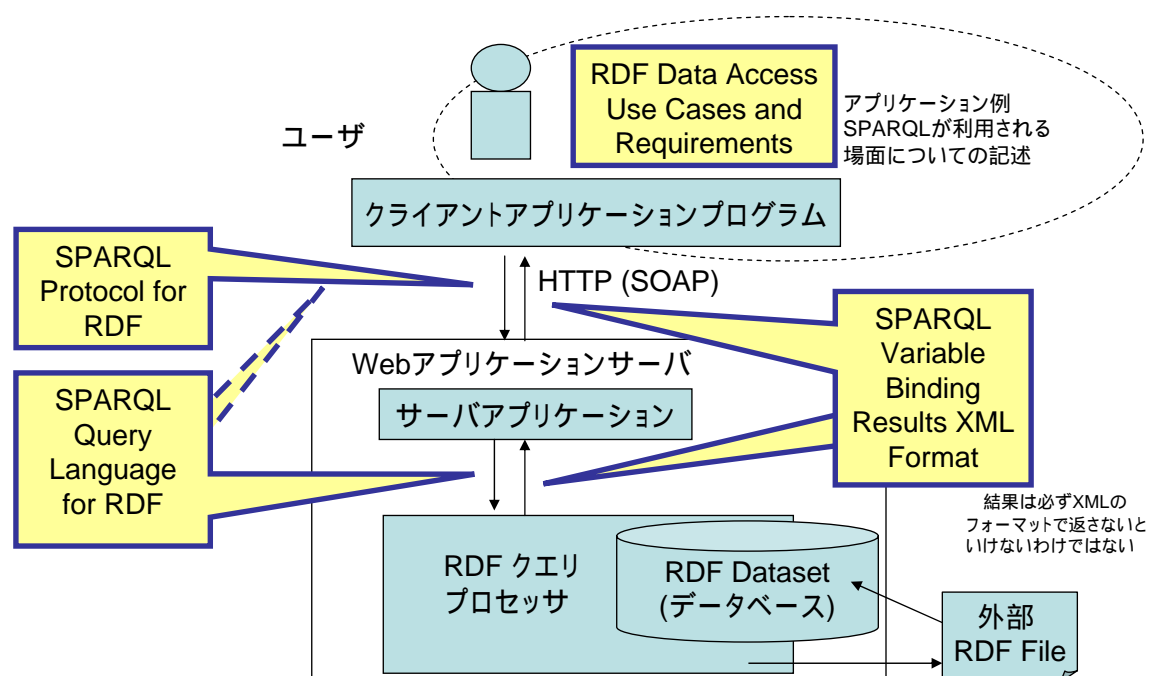 RDF Data Access
Use Cases and
Requirements
アプリケーション例
SPARQLが利用される
場面についての記述
ユーザ
クライアントアプリケーションプログラム
SPARQL
Protocol for
RDF
HTTP (SOAP)
SPARQL
Variable
Binding
Results XML
Format
Webアプリケーションサーバ
サーバアプリケーション
SPARQL
Query
Language
for RDF
結果は必ずXMLの
フォーマットで返さないと
いけないわけではない
RDF クエリ
プロセッサ
RDF Dataset
(データベース)
外部
RDF File